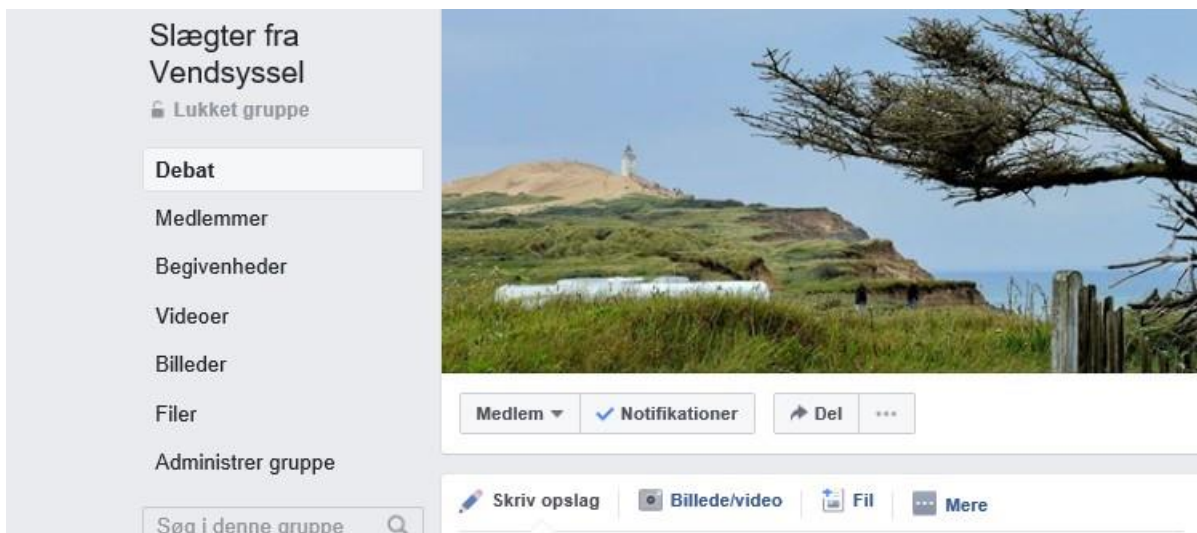 Slægter fra
Vendsyssel
Lukket gruppe
Debat
Medlemmer
Begivenheder
Videoer
Billeder
Filer
Administrer gruppe
Søg i denne gruppe
Medlem Notifikationer Del
Skriv opslag Billede/video Fil Mere